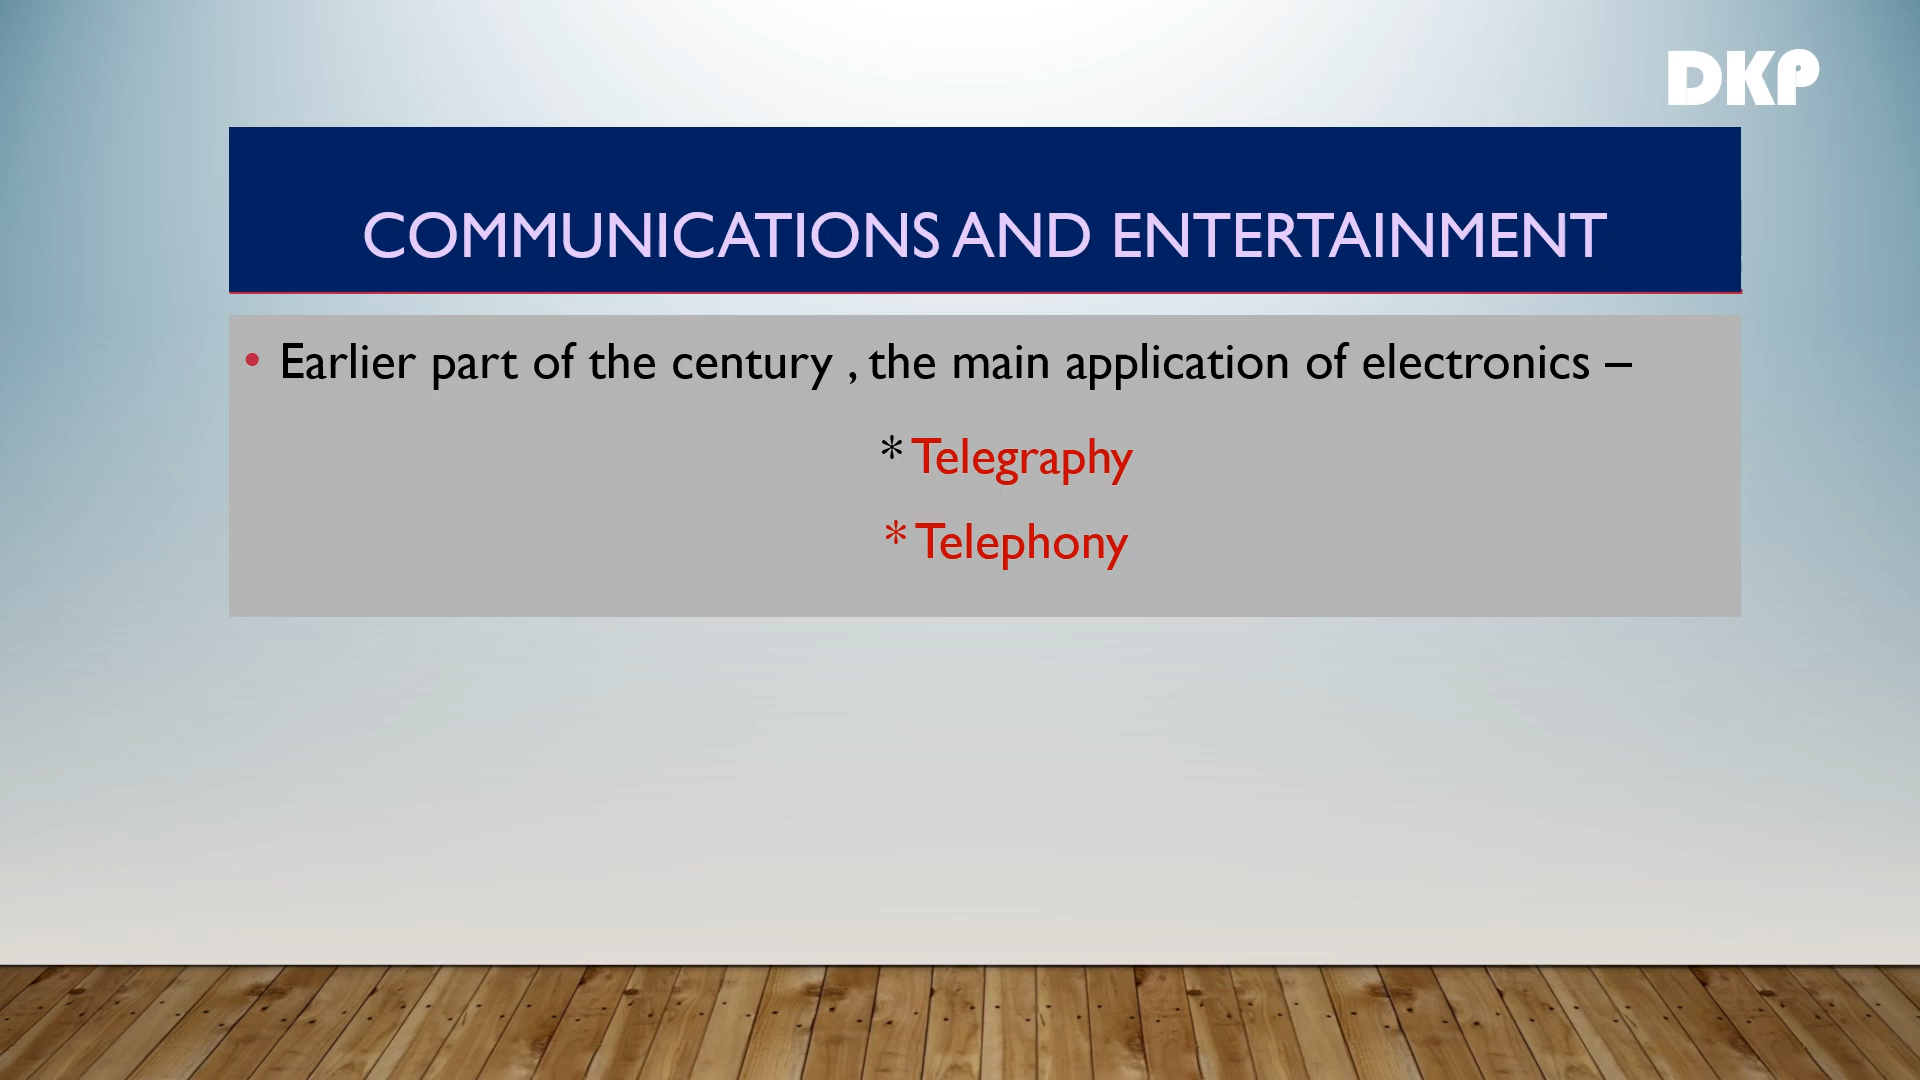 DKP
COMMUNICATIONS AND ENTERTAINMENT
• Earlier part of the century , the main application of electronics –
* Telegraphy
* Telephony